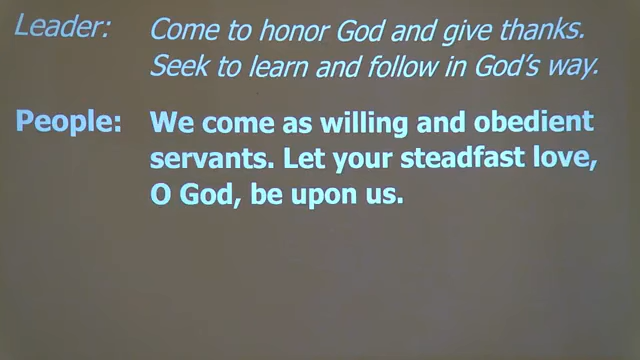 Leader: Come to honor God and give thanks.
Seek to learn and follow in God's way.
People: We come as willing and obedient
servants. Let your steadfast love,
O God, be upon us.